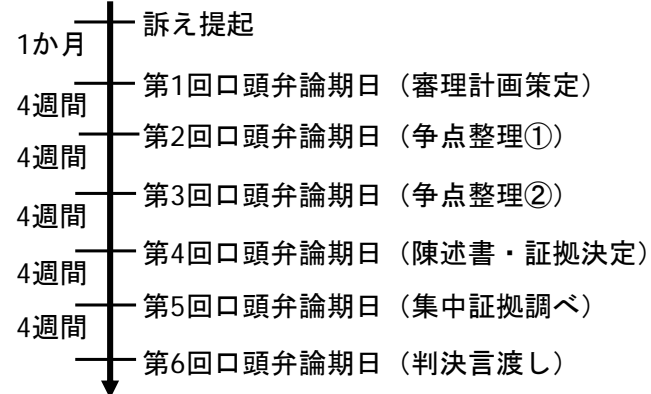 訴え提起
1か月
第1回口頭弁論期日（審理計画策定）
4週間
第2回口頭弁論期日（争点整理①）
4週間
第3回口頭弁論期日（争点整理②）
4週間
第4回口頭弁論期日（陳述書・証拠決定）
4週間
第5回口頭弁論期日（集中証拠調べ）
4週間
第6回口頭弁論期日（判決言渡し）